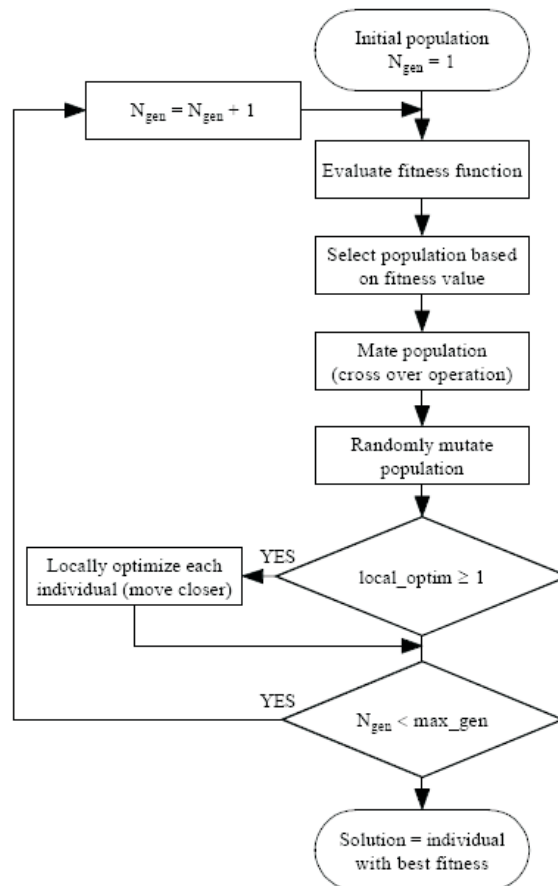 Initial population
N_gen = 1
N_gen = N_gen + 1
Evaluate fitness function
Select population based
on fitness value
Mate population
(cross over operation)
Randomly mutate
population
YES
local_optim ≥ 1
Locally optimize each
individual (move closer)
YES
N_gen < max_gen
Solution = individual
with best fitness